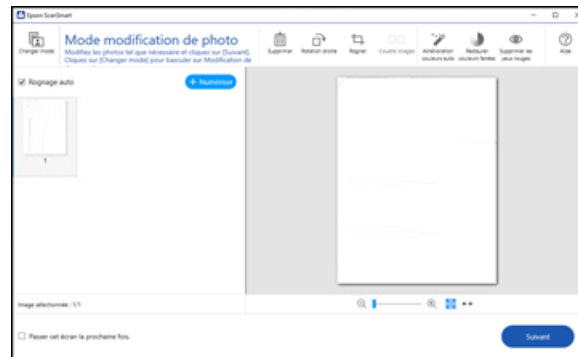 Epson ScanSmart
Changer mode
Mode modification de photo
Modifiez les photos tel que nécessaire et cliquez sur [Suivant].
Cliquez sur [Changer mode] pour basculer sur Modification de
Supprimer
Rotation droite
Rogner
Coudre images
Amélioration
couleurs auto
Restaurer
couleurs fanées
Supprimer les
yeux rouges
Aide
Rognage auto
+ Numériser
1
Image sélectionnée : 1/1
Passer cet écran la prochaine fois.
Suivant